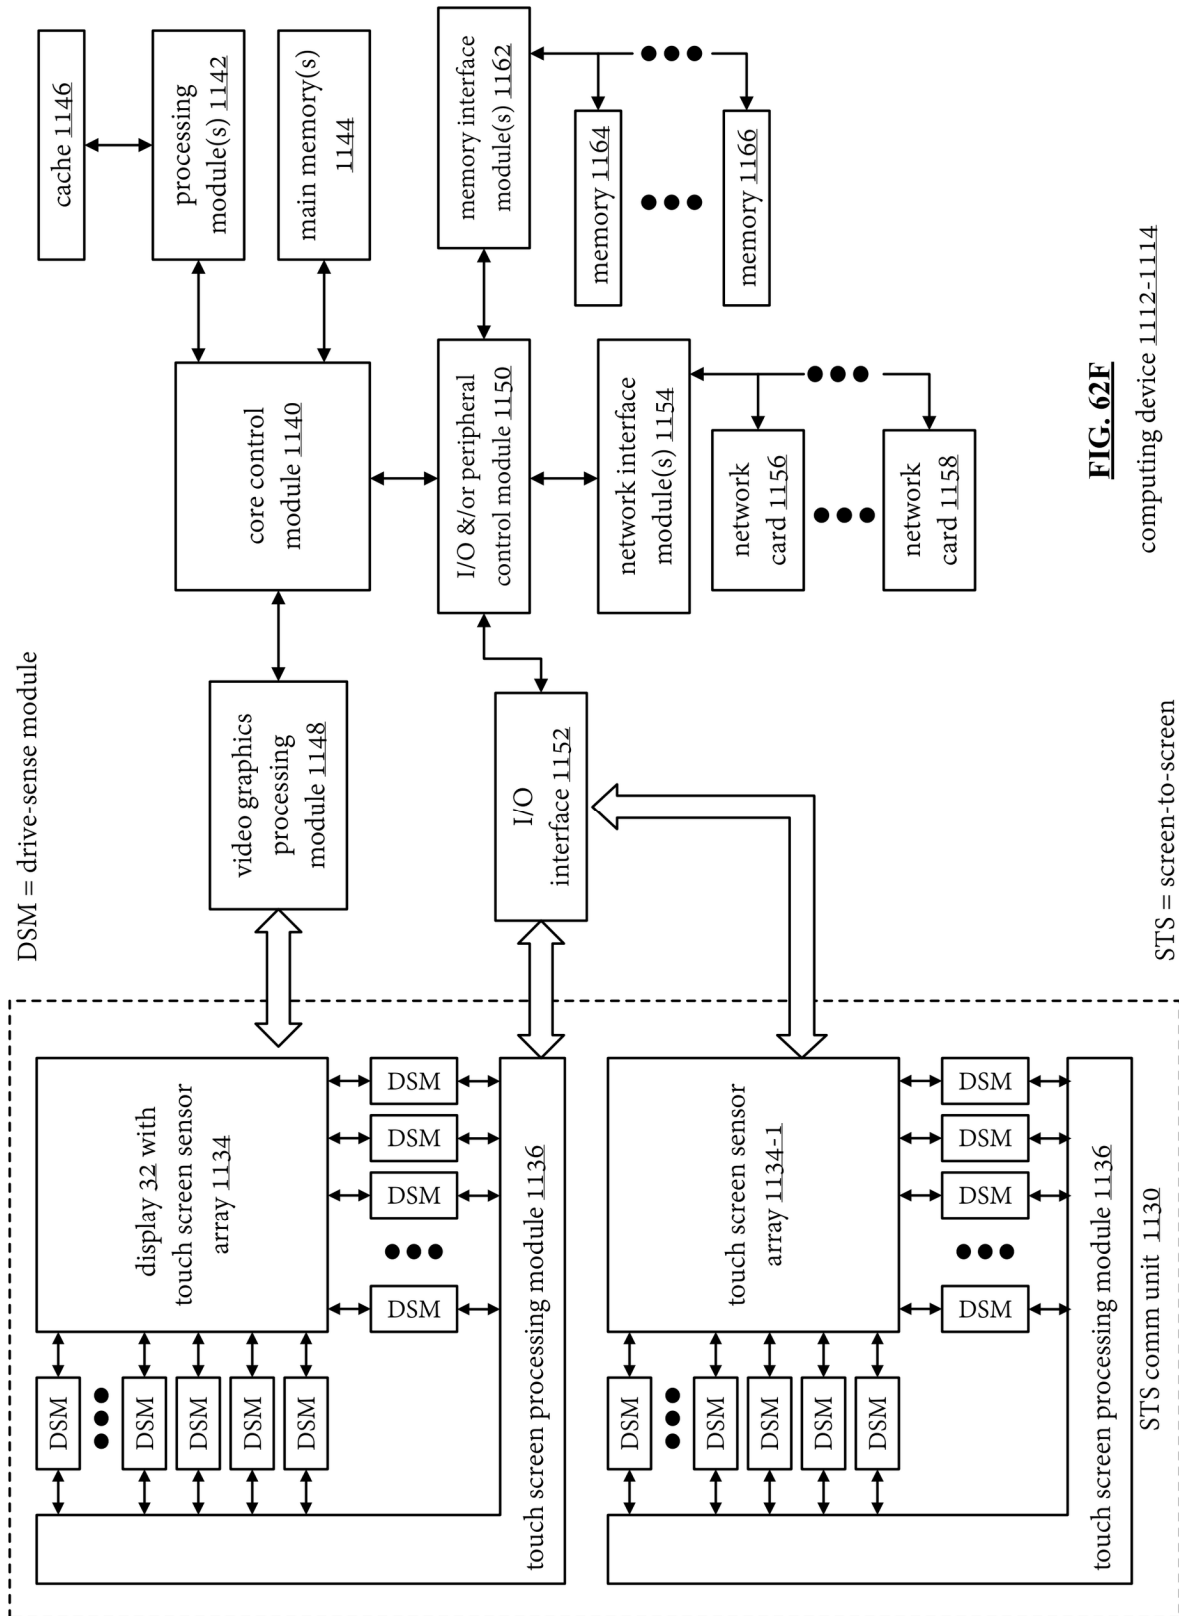 DSM = drive-sense module
cache 1146
processing
module(s) 1142
main memory(s)
1144
core control
module 1140
video graphics
processing
module 1148
display 32 with
touch screen sensor
array 1134
DSM
DSM
DSM
DSM
DSM
DSM
DSM
DSM
DSM
touch screen processing module 1136
I/O
interface 1152
I/O &/or peripheral
control module 1150
memory interface
module(s) 1162
memory 1164
memory 1166
network interface
module(s) 1154
network
card 1156
network
card 1158
touch screen sensor
array 1134-1
DSM
DSM
DSM
DSM
DSM
DSM
DSM
DSM
DSM
touch screen processing module 1136
STS comm unit 1130
STS = screen-to-screen
FIG. 62F
computing device 1112-1114